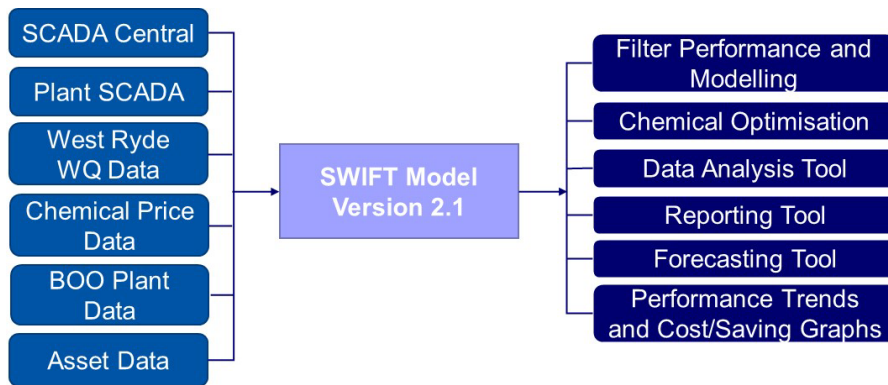 SCADA Central
Plant SCADA
West Ryde
WQ Data
Chemical Price
Data
BOO Plant
Data
Asset Data
SWIFT Model
Version 2.1
Filter Performance and
Modelling
Chemical Optimisation
Data Analysis Tool
Reporting Tool
Forecasting Tool
Performance Trends
and Cost/Saving Graphs